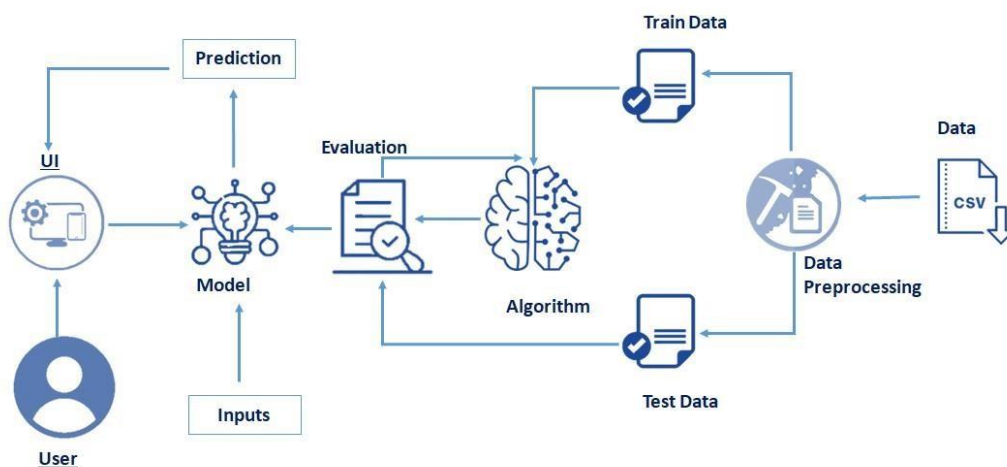 Train Data
Prediction
Data
Evaluation
UI
CSV
Model
Data
Preprocessing
Algorithm
Test Data
Inputs
User